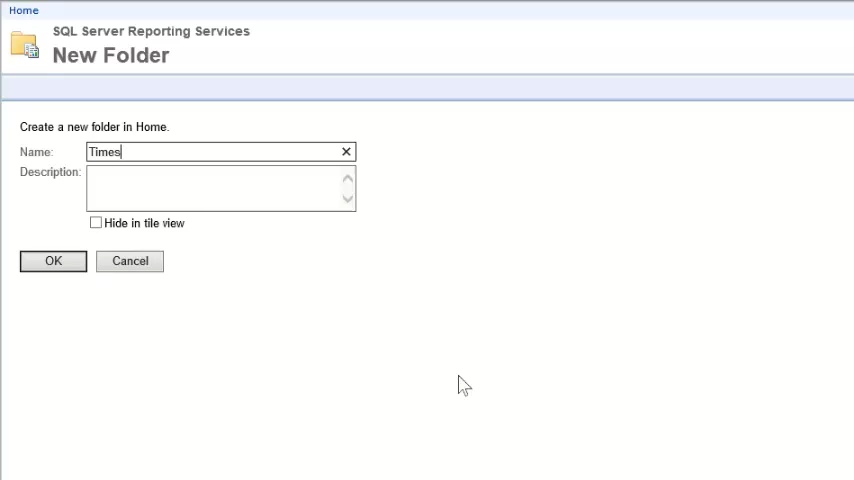 Home
SQL Server Reporting Services
New Folder
Create a new folder in Home.
Name: Times
Description:
Hide in tile view
OK Cancel